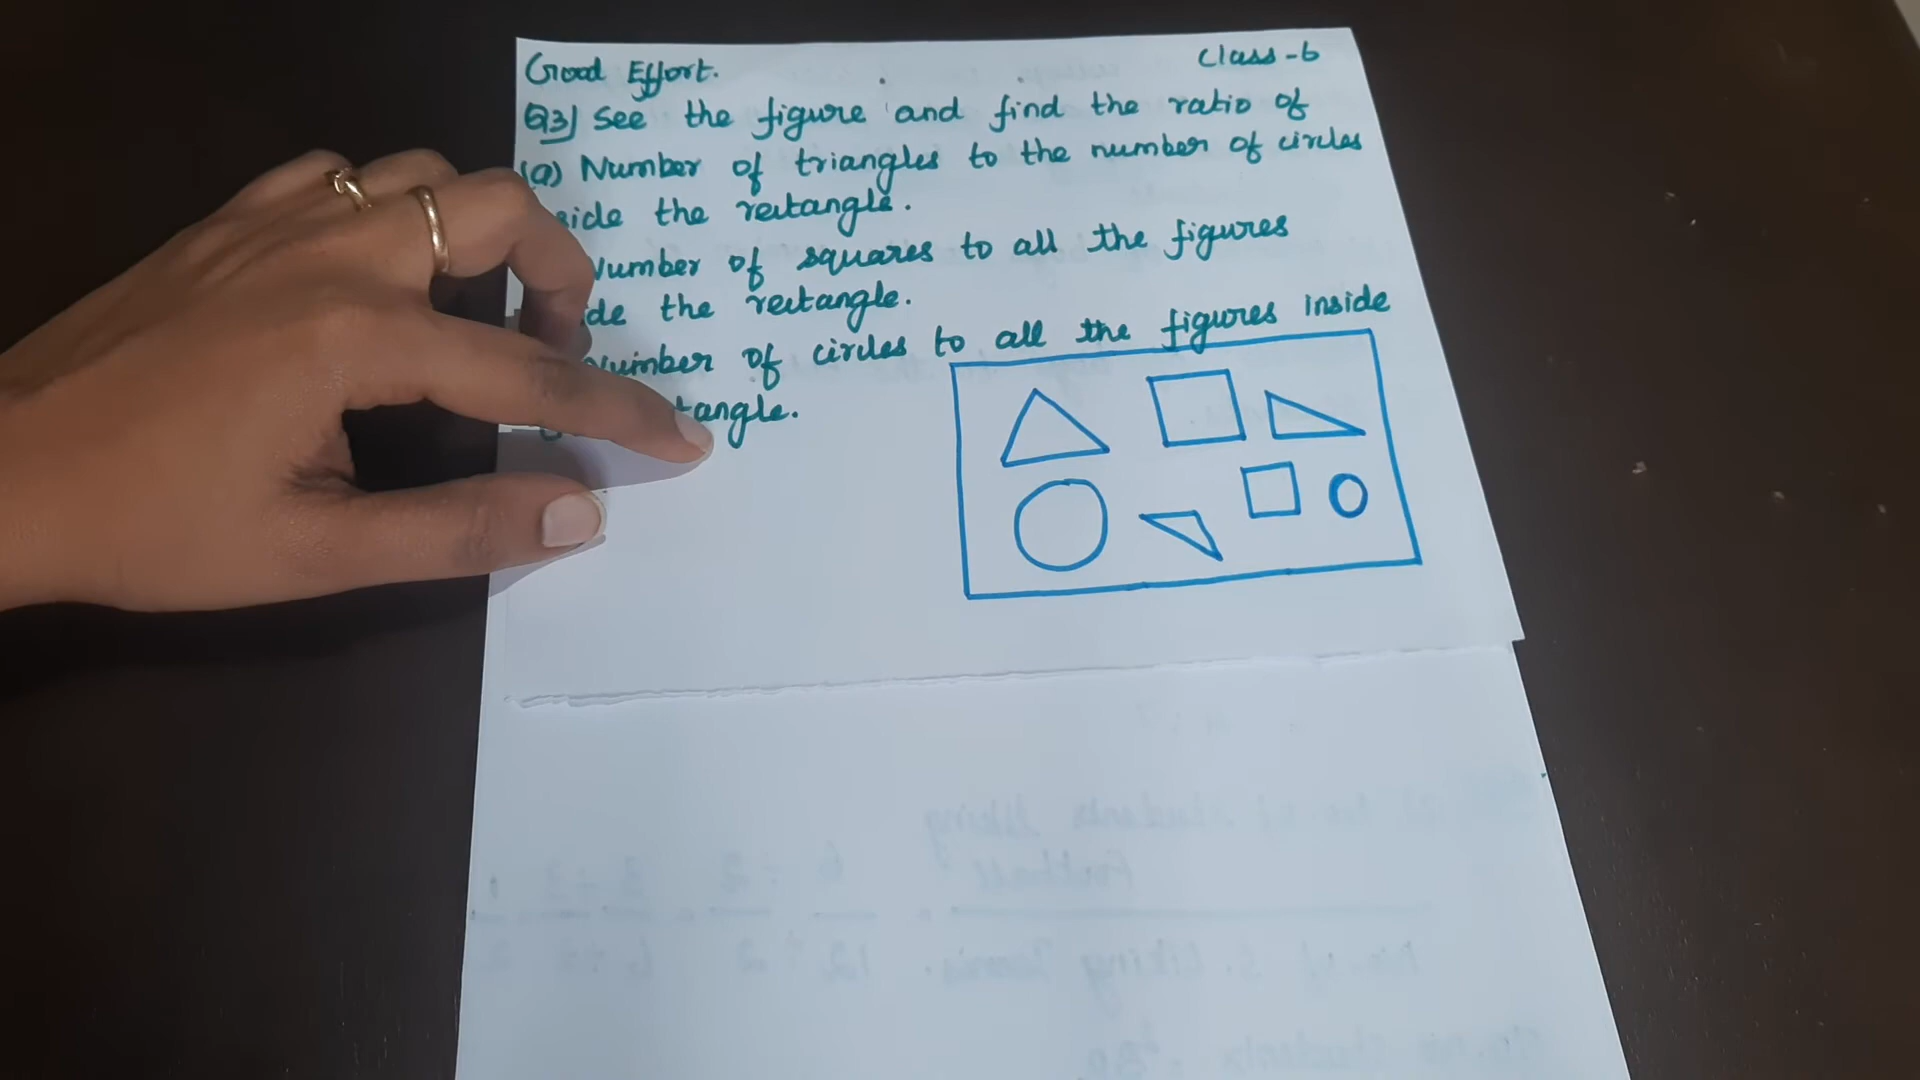 Good Effort. Class-6
Q3) See the figure and find the ratio of
(a) Number of triangles to the number of circles
side the rectangle.
Number of squares to all the figures
de the rectangle.
Number of circles to all the figures inside
tangle.